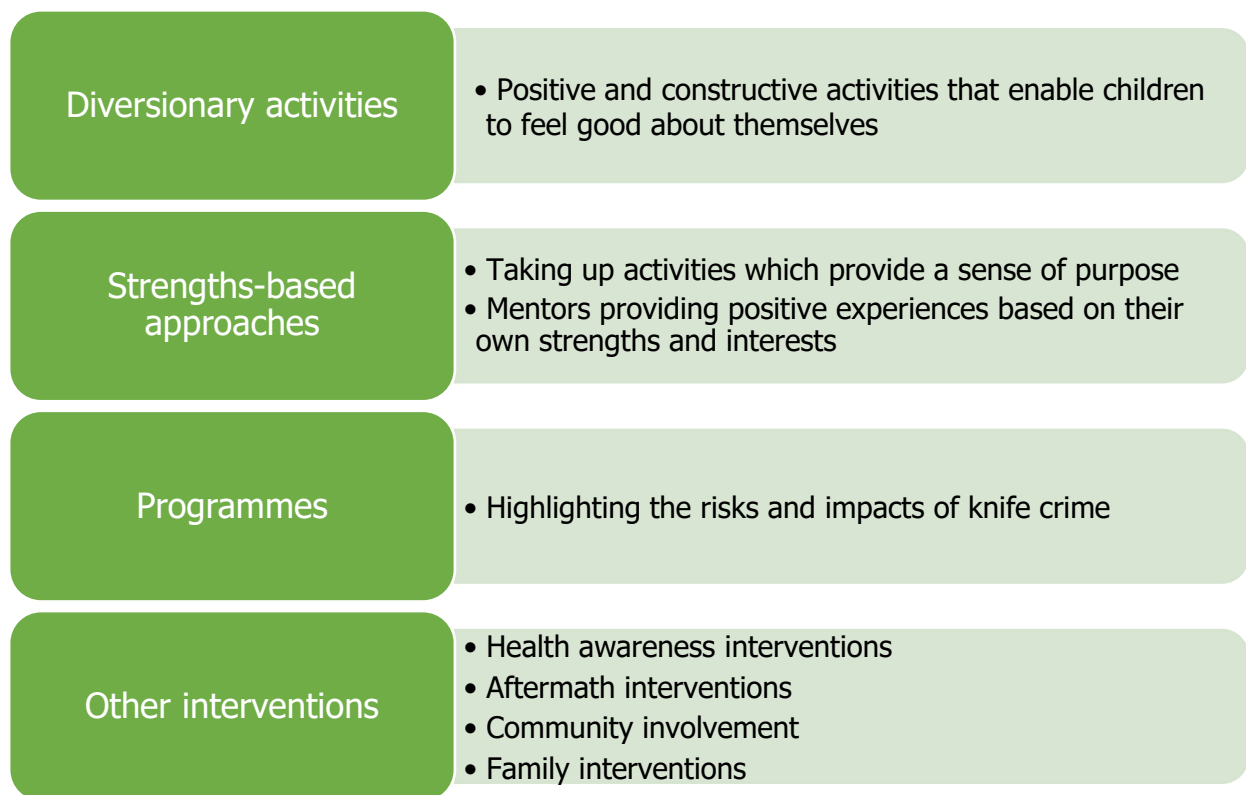 Diversionary activities
• Positive and constructive activities that enable children
to feel good about themselves
Strengths-based
approaches
• Taking up activities which provide a sense of purpose
• Mentors providing positive experiences based on their
own strengths and interests
Programmes
• Highlighting the risks and impacts of knife crime
Other interventions
• Health awareness interventions
• Aftermath interventions
• Community involvement
• Family interventions